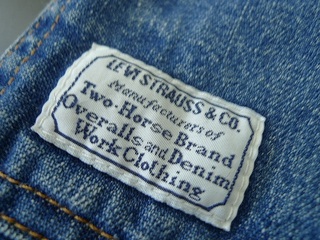 LEVI STRAUSS & CO.
Manufacturers of
Two-Horse Brand
Overalls and Denim
Work Clothing